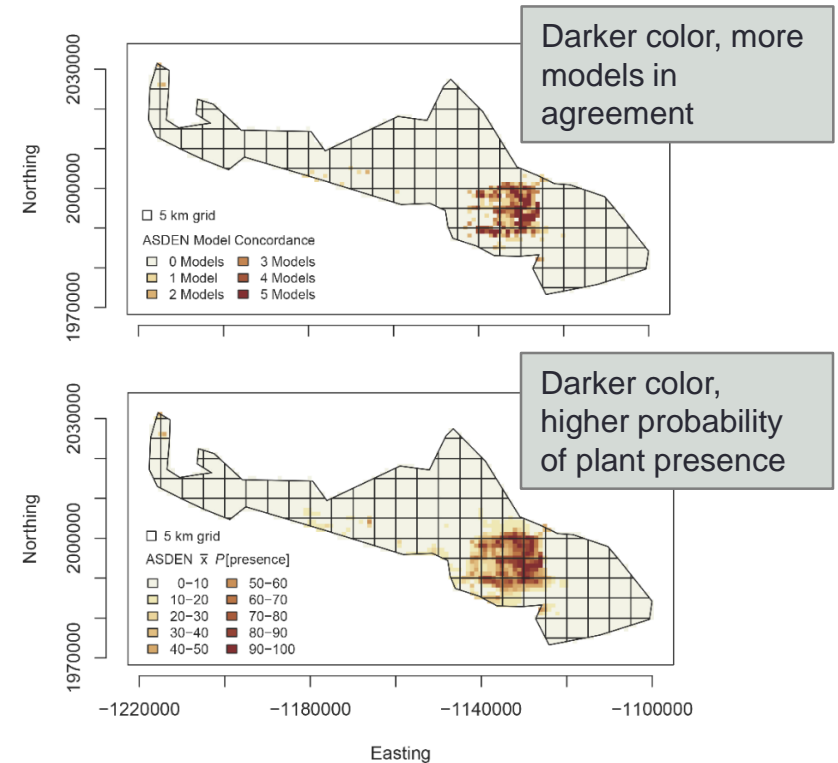 Darker color, more
models in
agreement
2030000
2000000
1970000
Northing
5 km grid
ASDEN Model Concordance
0 Models
1 Model
2 Models
3 Models
4 Models
5 Models
Darker color,
higher probability
of plant presence
2030000
2000000
1970000
Northing
5 km grid
ASDEN x̅ P[presence]
0−10
10−20
20−30
30−40
40−50
50−60
60−70
70−80
80−90
90−100
−1220000 −1180000 −1140000 −1100000
Easting